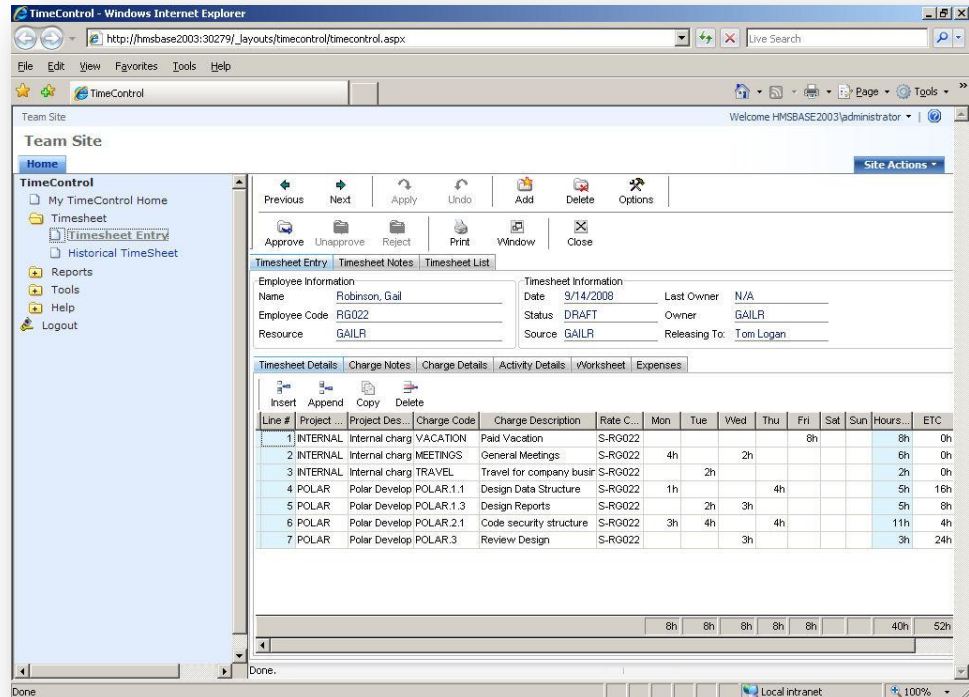 TimeControl - Windows Internet Explorer
http://hmsbase2003:30279/_layouts/timecontrol/timecontrol.aspx
Live Search
File Edit View Favorites Tools Help
TimeControl
Page Tools
Team Site
Welcome HMSBASE2003\administrator
Team Site
Home
Site Actions
TimeControl
My TimeControl Home
Timesheet
Timesheet Entry
Historical TimeSheet
Reports
Tools
Help
Logout
Previous Next Apply Undo Add Delete Options
Approve Unapprove Reject Print Window Close
Timesheet Entry Timesheet Notes Timesheet List
Employee Information
Name Robinson, Gail
Employee Code RG022
Resource GAILR
Timesheet Information
Date 9/14/2008 Last Owner N/A
Status DRAFT Owner GAILR
Source GAILR Releasing To: Tom Logan
Timesheet Details Charge Notes Charge Details Activity Details Worksheet Expenses
Insert Append Copy Delete
Line # Project ... Project Des... Charge Code Charge Description Rate C... Mon Tue Wed Thu Fri Sat Sun Hours... ETC
1 INTERNAL Internal charg VACATION Paid Vacation S-RG022 8h 8h 0h
2 INTERNAL Internal charg MEETINGS General Meetings S-RG022 4h 2h 6h 0h
3 INTERNAL Internal charg TRAVEL Travel for company busir S-RG022 2h 2h 0h
4 POLAR Polar Develop POLAR.1.1 Design Data Structure S-RG022 1h 4h 5h 16h
5 POLAR Polar Develop POLAR.1.3 Design Reports S-RG022 2h 3h 5h 8h
6 POLAR Polar Develop POLAR.2.1 Code security structure S-RG022 3h 4h 4h 11h 4h
7 POLAR Polar Develop POLAR.3 Review Design S-RG022 3h 3h 24h
8h 8h 8h 8h 8h 40h 52h
Done.
Done
Local intranet
100%